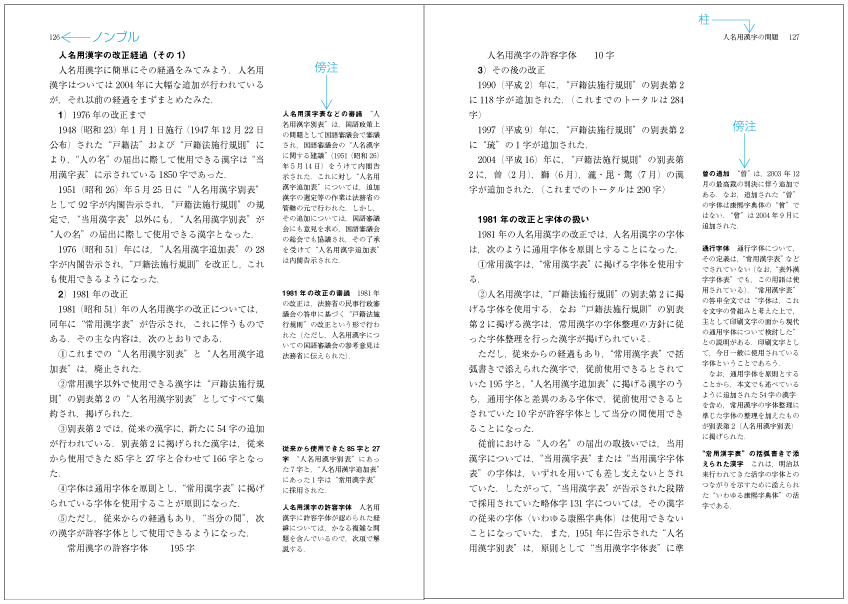 126
ノンブル
人名用漢字の改正経過（その1）
人名用漢字に簡単にその経過をみてみよう．人名用
漢字はついては2004年に大幅な追加が行われている
が，それ以前の経過をまずまとめたみた．
1）1976年の改正まで
1948（昭和23）年1月1日施行（1947年12月22日
公布）された“戸籍法”および“戸籍法施行規則”に
より，“人の名”の届出に際して使用できる漢字は“当
用漢字表”に示されている1850字であった．
1951（昭和26）年5月25日に“人名用漢字別表”
として92字が内閣告示され，“戸籍法施行規則”の規
定で，“当用漢字表”以外にも，“人名用漢字別表”が
“人の名”の届出に際して使用できる漢字となった．
1976（昭和51）年には，“人名用漢字追加表”の28
字が内閣告示され，“戸籍法施行規則”を改正し，これ
も使用できるようになった．
2）1981年の改正
1981（昭和51）年の人名用漢字の改正については，
同年に“常用漢字表”が告示され，これに伴うもので
ある．その主な内容は，次のとおりである．
①これまでの“人名用漢字別表”と“人名用漢字追
加表”は，廃止された．
②常用漢字以外で使用できる漢字は“戸籍法施行規
則”の別表第2の“人名用漢字別表”としてすべて集
約され，掲げられた．
③別表第2では，従来の漢字に，新たに54字の追加
が行われている．別表第2に掲げられた漢字は，従来
から使用できた85字と27字と合わせて166字となっ
た．
④字体は通用字体を原則とし，“常用漢字表”に掲げ
られている字体を使用することが原則になった．
⑤ただし，従来からの経過もあり，“当分の間”，次
の漢字が許容字体として使用できるようになった．
常用漢字の許容字体　195字
傍注
人名用漢字表などの審議　“人
名用漢字別表”は，国語政策上
の問題として国語審議会で審議
され，国語審議会の“人名漢字
に関する建議”（1951（昭和26）
年5月14日）をうけて内閣告
示された．これに対し“人名用
漢字追加表”については，追加
漢字の選定等の作業は法務省の
管轄の元で行われた．しかし，
その追加については，国語審議
会にも意見を求め，国語審議会
の総会でも協議され，その了承
を受けて“人名用漢字追加表”
は内閣告示された．
1981年の改正の審議　1981年
の改正は，法務省の民事行政審
議会の答申に基づく“戸籍法施
行規則”の改正という形で行わ
れた（ただし，人名用漢字につ
いての国語審議会の参考意見は
法務省に伝えられた）．
従来から使用できた85字と27
字　“人名用漢字別表”にあっ
た7字と，“人名用漢字追加表”
にあった1字は“常用漢字表”
に採用された．
人名用漢字の許容字体　人名用
漢字に許容字体が認められた経
緯については，かなる複雑な問
題を含んでいるので，次項で解
説する．
柱
人名用漢字の問題　127
人名用漢字の許容字体　10字
3）その後の改正
1990（平成2）年に，“戸籍法施行規則”の別表第2
に118字が追加された．（これまでのトータルは284
字）
1997（平成9）年に，“戸籍法施行規則”の別表第2
に“琉”の1字が追加された．
2004（平成16）年に，“戸籍法施行規則”の別表第
2に，曽（2月），獅（6月），瀧・毘・駕（7月）の漢
字が追加された．（これまでのトータルは290字）
1981年の改正と字体の扱い
1981年の人名用漢字の改正では，人名用漢字の字体
は，次のように通用字体を原則とすることになった．
①常用漢字は，“常用漢字表”に掲げる字体を使用す
る．
②人名用漢字は，“戸籍法施行規則”の別表第2に掲
げる字体を使用する．なお“戸籍法施行規則”の別表
第2に掲げる漢字は，常用漢字の字体整理の方針に従
った字体整理を行った漢字が掲げられている．
ただし，従来からの経過もあり，“常用漢字表”で括
弧書きで添えられた漢字で，従前使用できるとされて
いた195字と，“人名用漢字追加表”に掲げる漢字のう
ち，通用字体と差異のある字体で，従前使用できると
されていた10字が許容字体として当分の間使用でき
ることになった．
従前における“人の名”の届出の取扱いでは，当用
漢字については，“当用漢字表”または“当用漢字字体
表”の字体は，いずれを用いても差し支えないとされ
ていた．したがって，“当用漢字表”が告示された段階
で採用されていた略体字131字については，その漢字
の従来の字体（いわゆる康熙字典体）は使用できない
ことになっていた．また，1951年に告示された“人名
用漢字別表”は，原則として“当用漢字字体表”に準
傍注
曽の追加　“曽”は，2003年12
月の最高裁の判決に伴う追加で
ある．なお，追加された“曽”
の字体は康熙字典体の“曾”で
はない．“曾”は2004年9月に
追加された．
通行字体　通用字体について，
その定義は，“常用漢字表”など
でされていない（なお，“表外漢
字字体表”でも，この用語は使
用されている）．“常用漢字表”
の答申全文では“字体は，これ
を文字の骨組みと考えた上で，
主として印刷文字の面から現代
の通用字体について検討した”
との説明がある．印刷文字とし
て，今日一般に使用されている
字体ということであろう．
なお，通用字体を原則とする
ことから，本文でも述べている
ように追加された54字の漢字
を含め，常用漢字の字体整理に
準じた字体の整理を加えたもの
が別表第2（人名用漢字別表）
に掲げられた．
“常用漢字表”の括弧書きで添
えられた漢字　これは，明治以
来行われてきた活字の字体との
つながりを示すために添えられ
た“いわゆる康熙字典体”の活
字である．